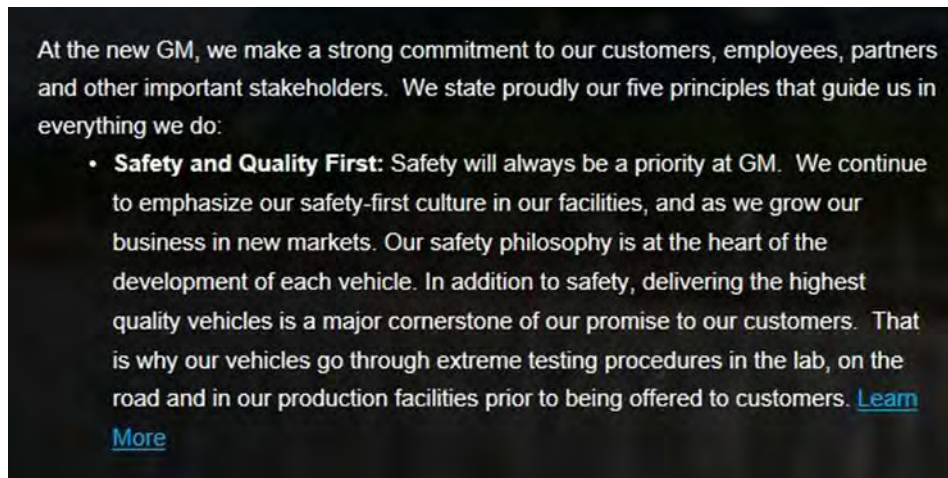 At the new GM, we make a strong commitment to our customers, employees, partners
and other important stakeholders.  We state proudly our five principles that guide us in
everything we do:
• Safety and Quality First: Safety will always be a priority at GM.  We continue
to emphasize our safety-first culture in our facilities, and as we grow our
business in new markets. Our safety philosophy is at the heart of the
development of each vehicle. In addition to safety, delivering the highest
quality vehicles is a major cornerstone of our promise to our customers.  That
is why our vehicles go through extreme testing procedures in the lab, on the
road and in our production facilities prior to being offered to customers. Learn
More